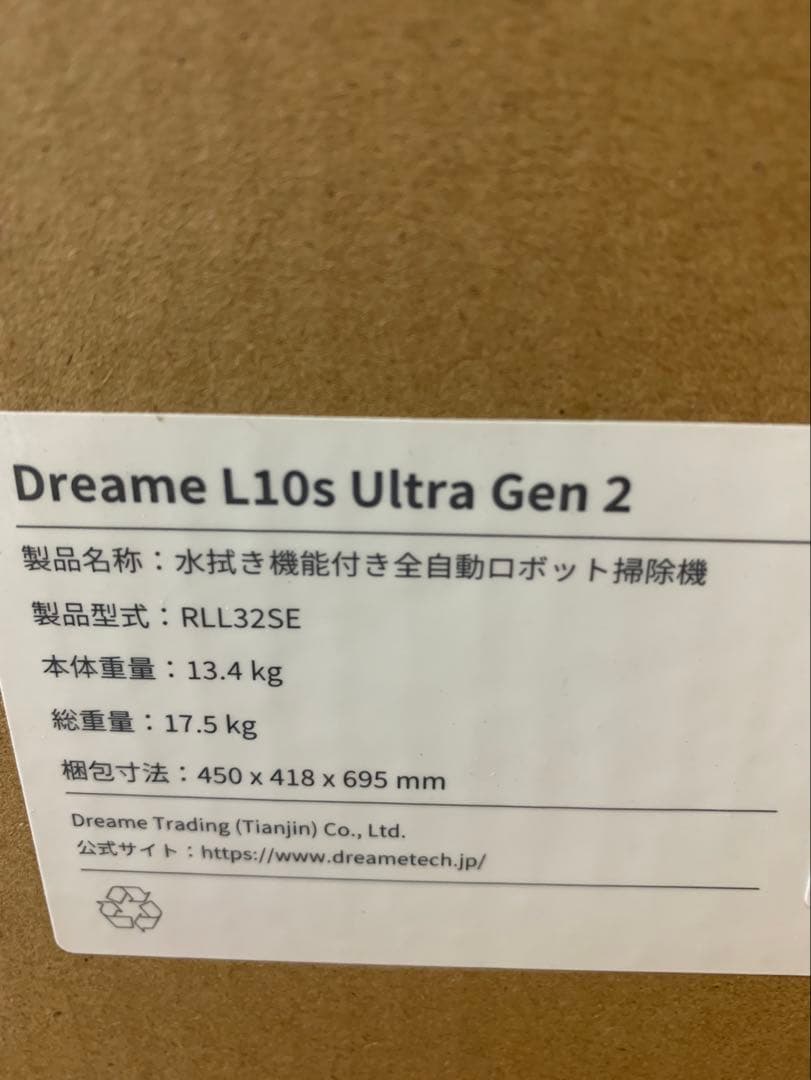 Dreame L10s Ultra Gen 2
製品名称：水拭き機能付き全自動ロボット掃除機
製品型式：RLL32SE
本体重量：13.4 kg
総重量：17.5 kg
梱包寸法：450 x 418 x 695 mm
Dreame Trading (Tianjin) Co., Ltd.
公式サイト：https://www.dreametech.jp/